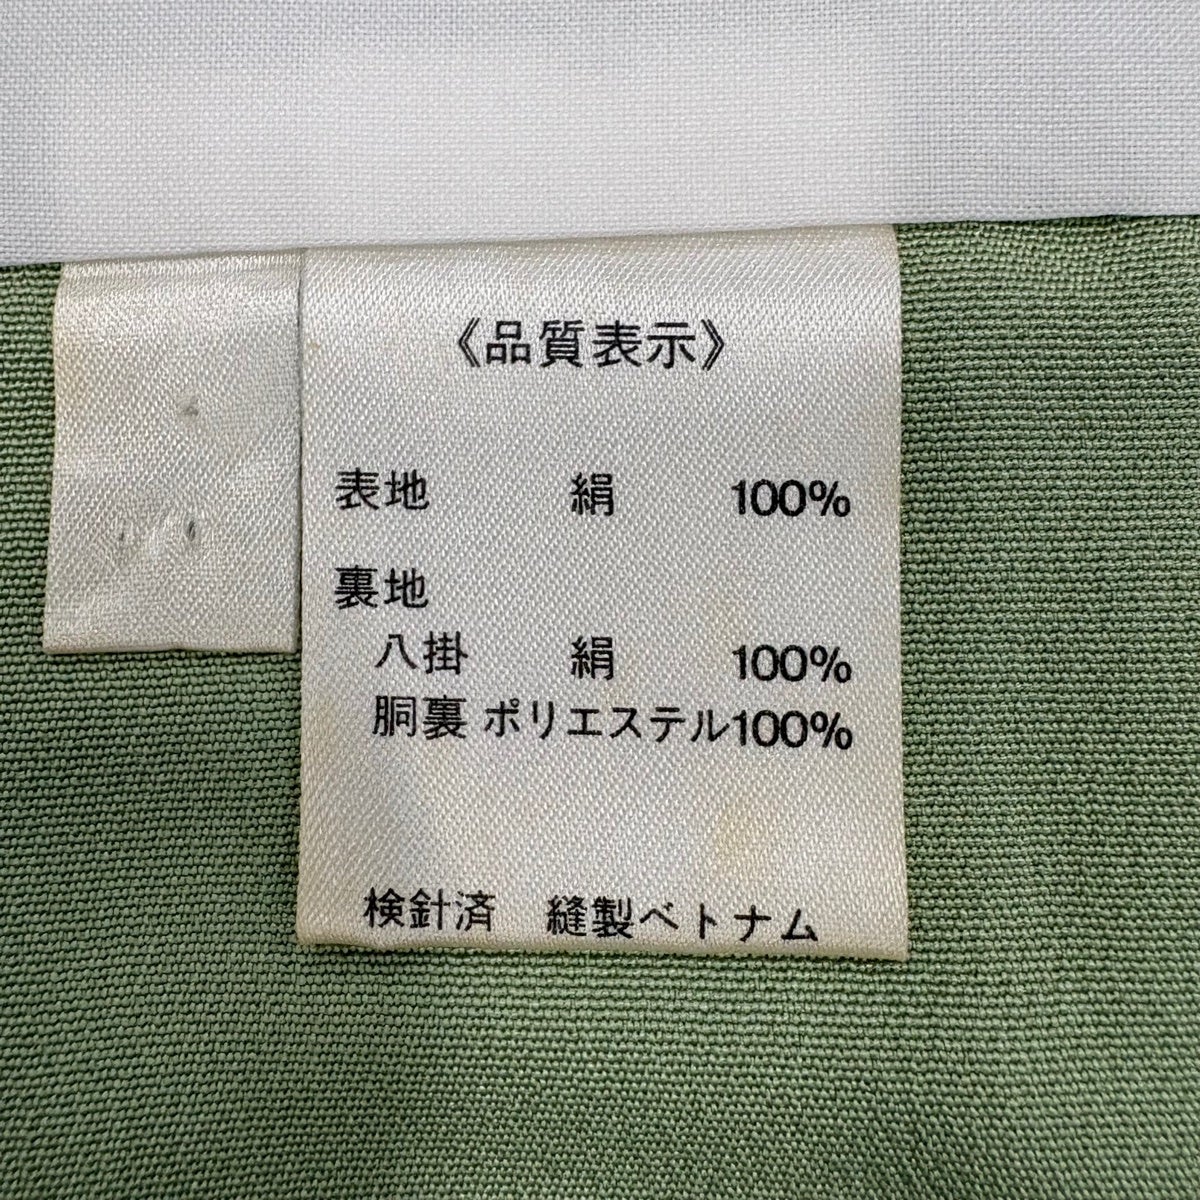 《品質表示》
表地 絹 100%
裏地
八掛 絹 100%
胴裏 ポリエステル100%
検針済 縫製ベトナム